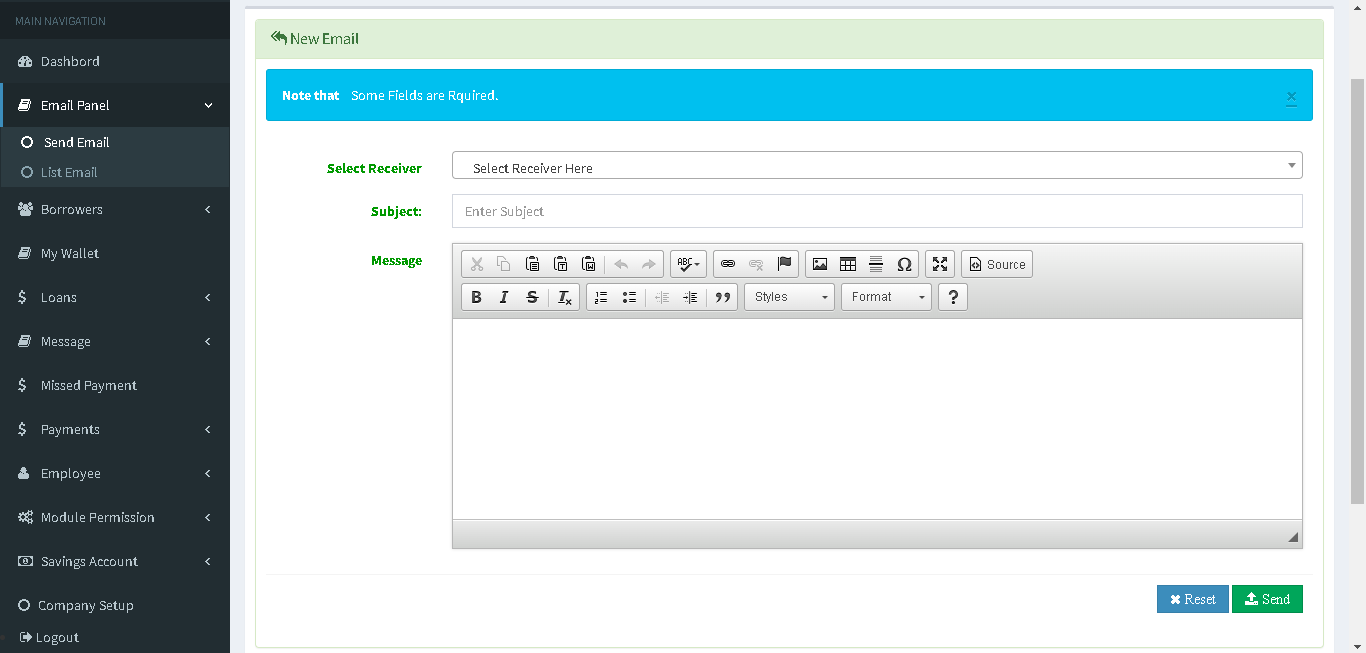 MAIN NAVIGATION
Dashbord
Email Panel
Send Email
List Email
Borrowers
My Wallet
Loans
Message
Missed Payment
Payments
Employee
Module Permission
Savings Account
Company Setup
Logout
New Email
Note that Some Fields are Rquired.
×
Select Receiver
Select Receiver Here
Subject:
Enter Subject
Message
ABC
Ω
Source
B I S Tx
Styles
Format
?
Reset
Send